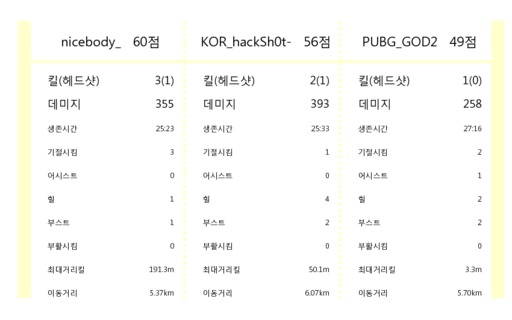 nicebody_ 60점 KOR_hackSh0t- 56점 PUBG_GOD2 49점
킬(헤드샷) 3(1) 킬(헤드샷) 2(1) 킬(헤드샷) 1(0)
데미지 355 데미지 393 데미지 258
생존시간 25:23 생존시간 25:33 생존시간 27:16
기절시킴 3 기절시킴 1 기절시킴 2
어시스트 0 어시스트 0 어시스트 1
힐 1 힐 4 힐 2
부스트 1 부스트 2 부스트 2
부활시킴 0 부활시킴 0 부활시킴 0
최대거리킬 191.3m 최대거리킬 50.1m 최대거리킬 3.3m
이동거리 5.37km 이동거리 6.07km 이동거리 5.70km